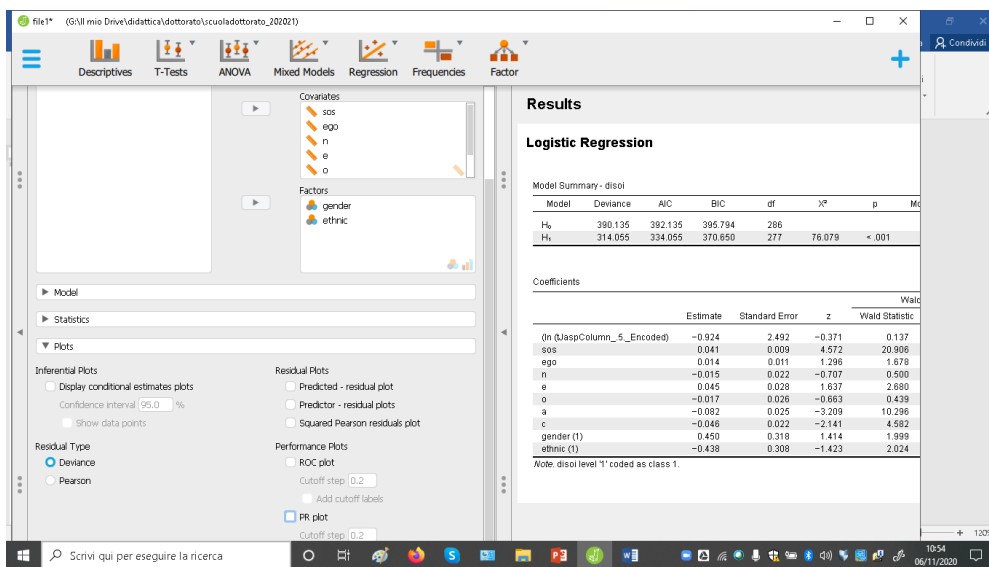 file1* (G:\Il mio Drive\didattica\dottorato\scuoladottorato_202021)
Condividi
Descriptives T-Tests ANOVA Mixed Models Regression Frequencies Factor
Covariates
sos
ego
n
e
o
Factors
gender
ethnic
Model
Statistics
Plots
Inferential Plots
Display conditional estimates plots
Confidence interval 95.0 %
Show data points
Residual Type
Deviance
Pearson
Residual Plots
Predicted - residual plot
Predictor - residual plots
Squared Pearson residuals plot
Performance Plots
ROC plot
Cutoff step 0.2
Add cutoff labels
PR plot
Cutoff step 0.2
Results
Logistic Regression
Model Summary - disoi
Model Deviance AIC BIC df X² p Mc
H₀ 390.135 392.135 395.794 286
H₁ 314.055 334.055 370.650 277 76.079 < .001
Coefficients
Wald
Estimate Standard Error z Wald Statistic
(In (tJaspColumn_.5._Encoded) −0.924 2.492 −0.371 0.137
sos 0.041 0.009 4.572 20.906
ego 0.014 0.011 1.296 1.678
n −0.015 0.022 −0.707 0.500
e 0.045 0.028 1.637 2.680
o −0.017 0.026 −0.663 0.439
a −0.082 0.025 −3.209 10.296
c −0.046 0.022 −2.141 4.582
gender (1) 0.450 0.318 1.414 1.999
ethnic (1) −0.438 0.308 −1.423 2.024
Note. disoi level '1' coded as class 1.
120%
Scrivi qui per eseguire la ricerca
10:54
06/11/2020